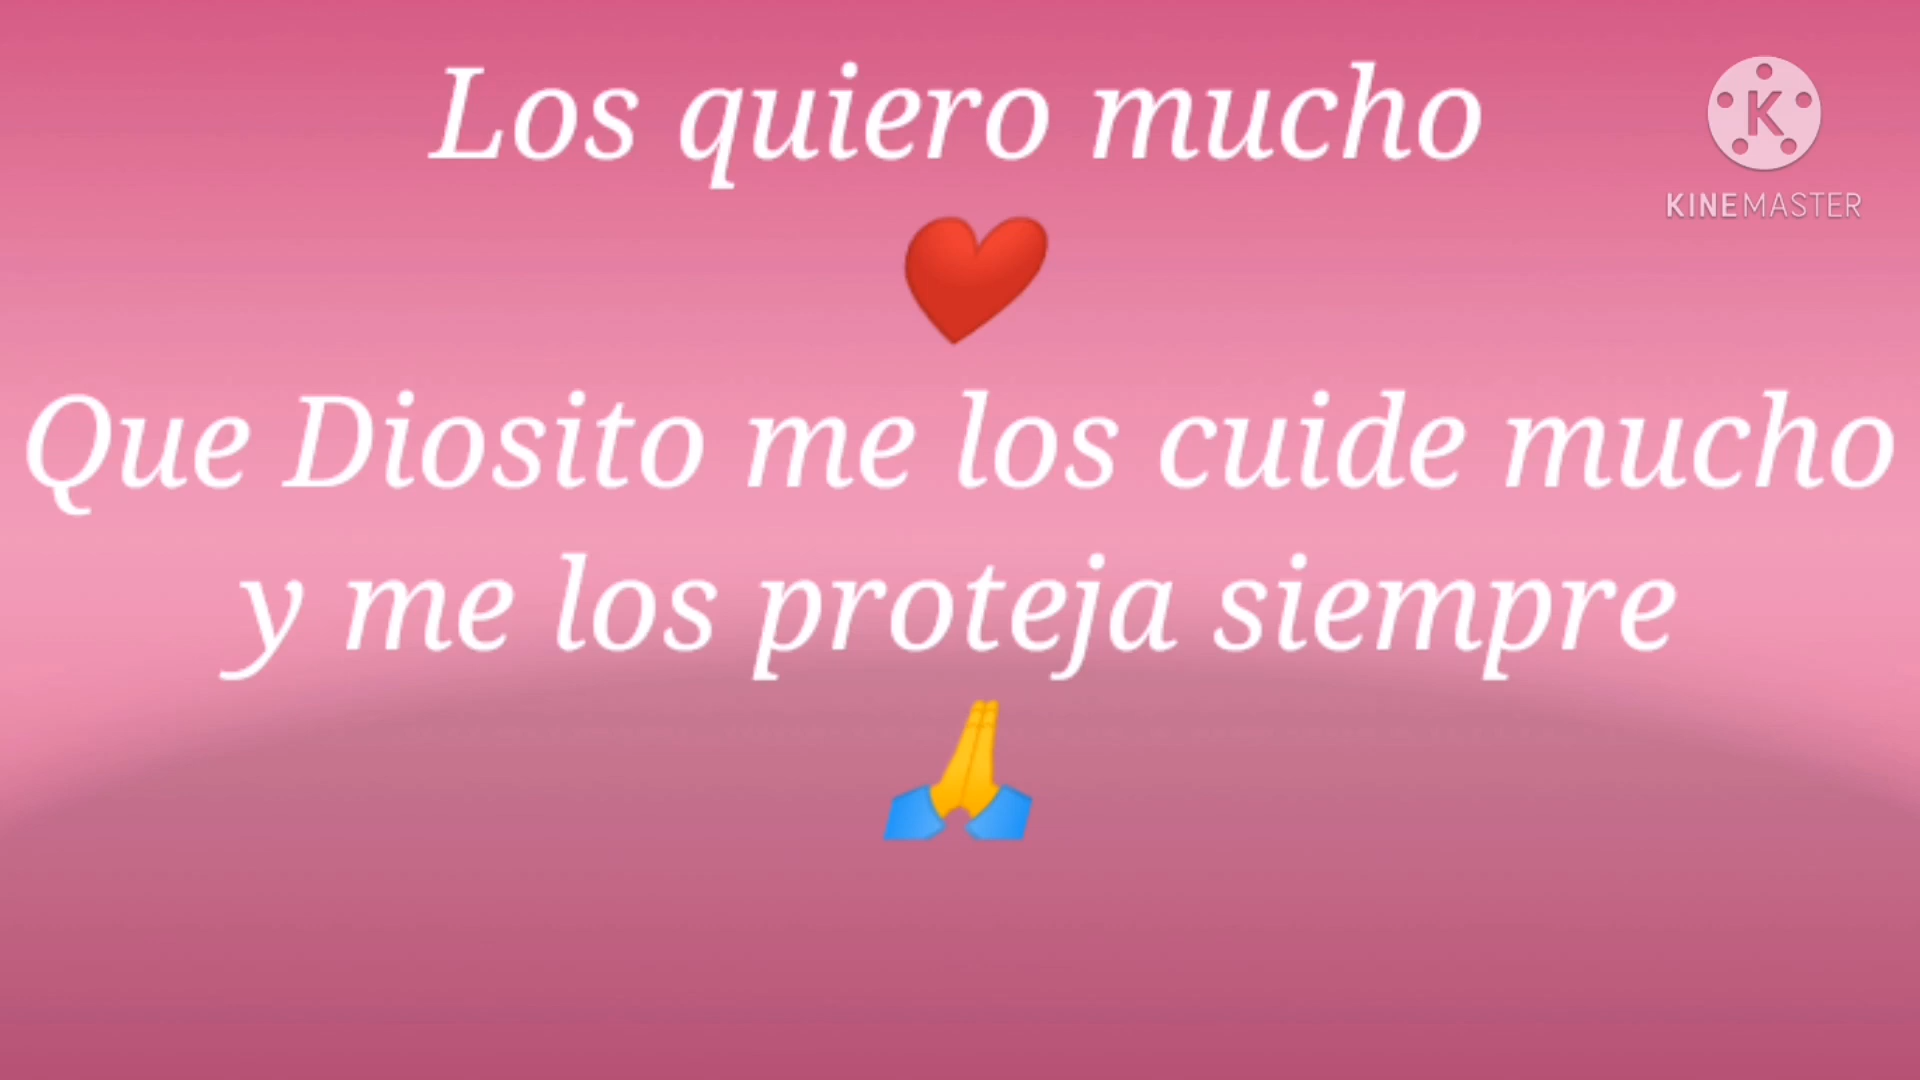 Los quiero mucho
❤️
Que Diosito me los cuide mucho
y me los proteja siempre
🙏
K
KINEMASTER